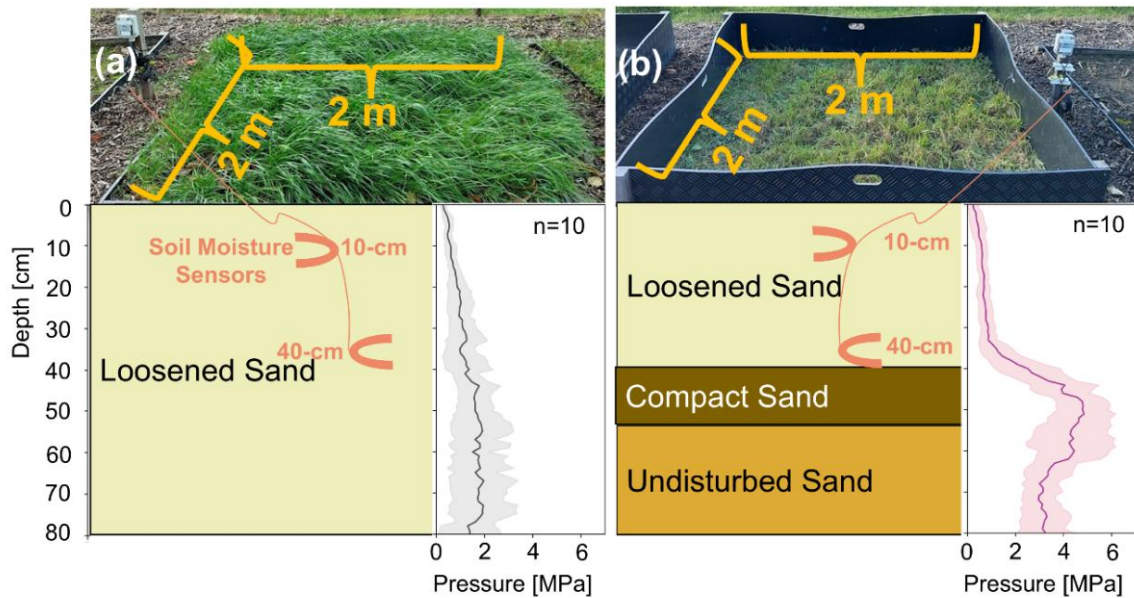 (a)
2 m
2 m
(b)
2 m
2 m
0
10
20
30
40
50
60
70
80
Depth [cm]
Soil Moisture
Sensors
10-cm
40-cm
Loosened Sand
n=10
0 2 4 6
Pressure [MPa]
10-cm
Loosened Sand
40-cm
Compact Sand
Undisturbed Sand
n=10
0 2 4 6
Pressure [MPa]